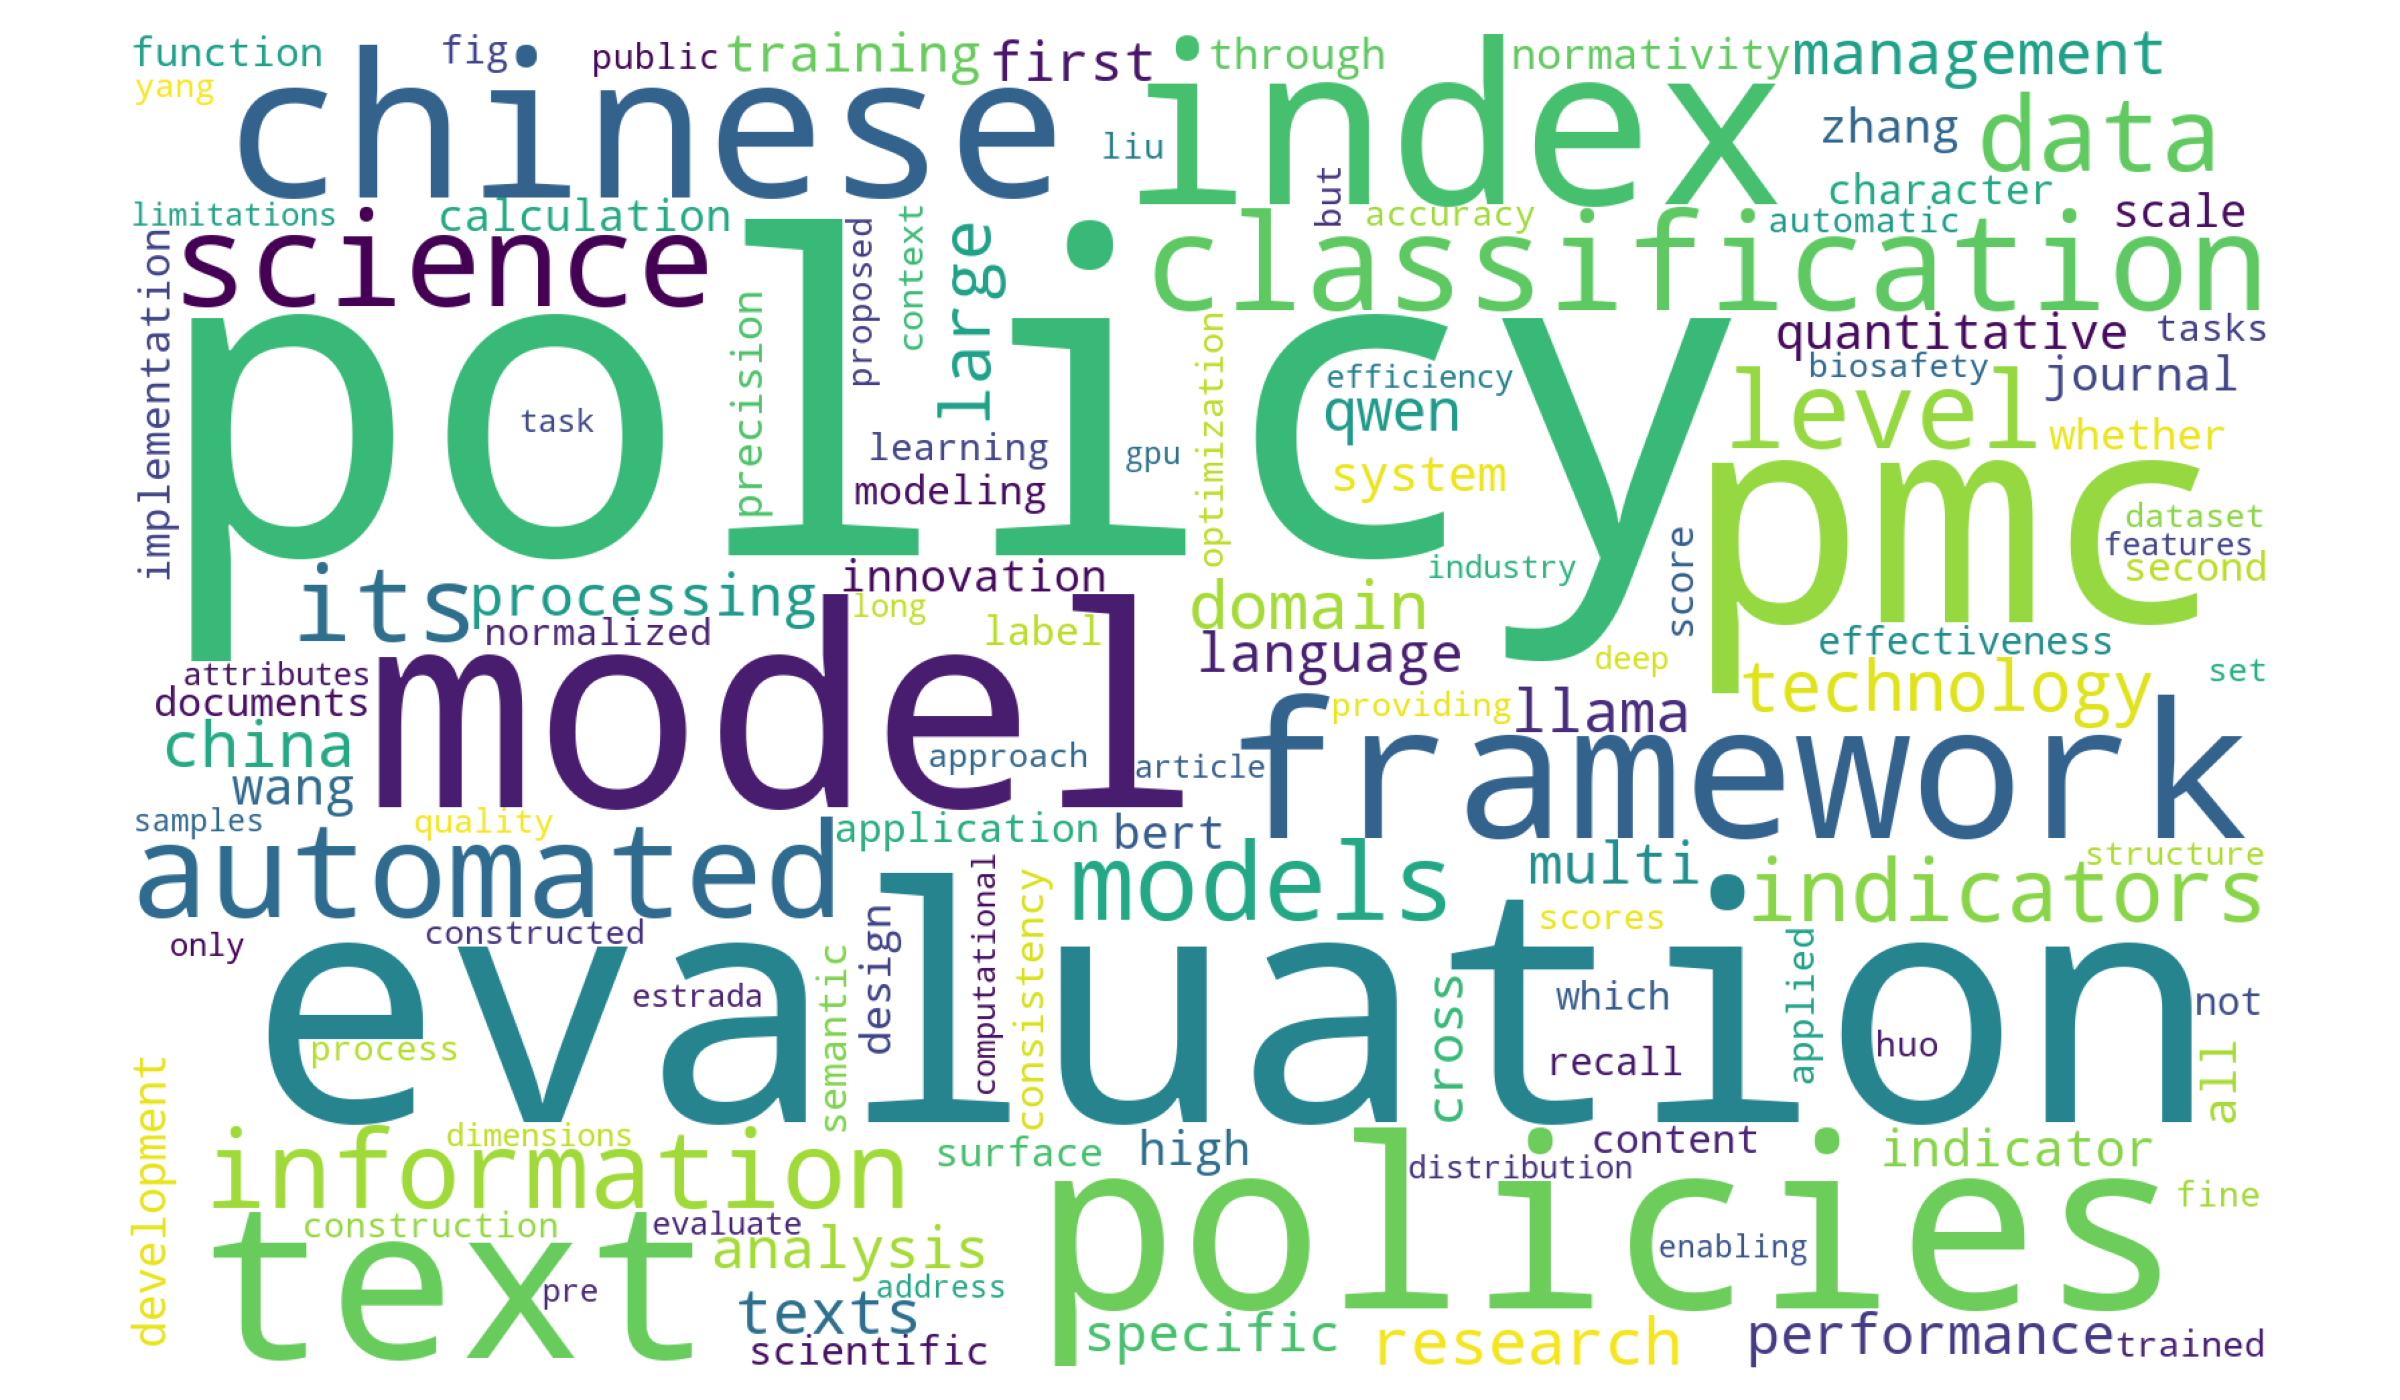 function
fig
public
training
first
through
normativity
management
yang
chinese
index
zhang
data
liu
but
character
limitations
calculation
accuracy
automatic
scale
science
policy
proposed
context
large
classification
implementation
precision
optimization
quantitative
tasks
efficiency
biosafety
journal
task
learning
gpu
qwen
level
whether
modeling
system
pmc
dataset
features
second
its
processing
innovation
industry
score
long
domain
normalized
label
language
effectiveness
attributes
deep
set
documents
model
providing
llama
technology
china
approach
article
framework
wang
samples
quality
application
bert
multi
structure
automated
models
indicators
only
constructed
design
computational
consistency
scores
semantic
evaluation
estrada
cross
which
applied
not
process
recall
huo
all
development
dimensions
surface
high
content
indicator
information
distribution
fine
construction
evaluate
analysis
policies
enabling
text
pre
address
texts
specific
research
performance
trained
scientific